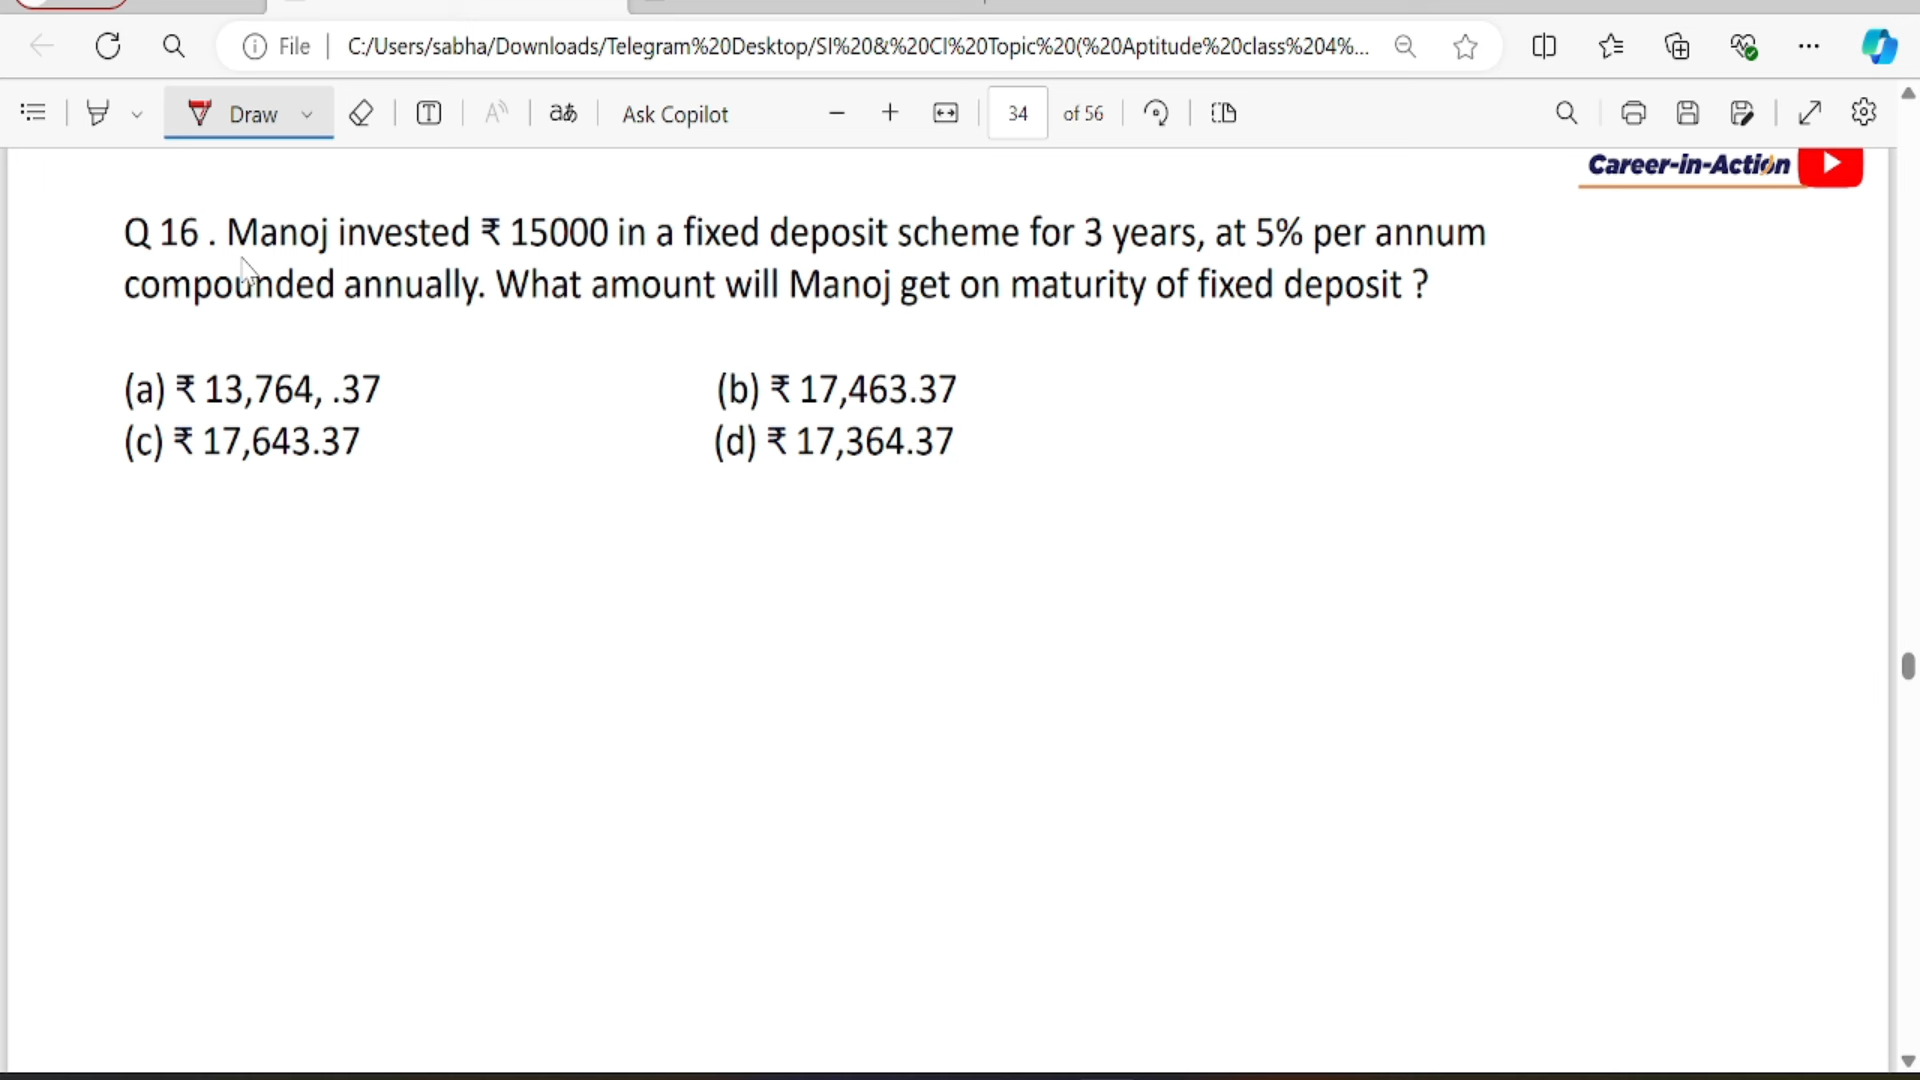 File
C:/Users/sabha/Downloads/Telegram%20Desktop/SI%20&%20CI%20Topic%20(%20Aptitude%20class%204%...
Draw
Ask Copilot
34 of 56
Career-in-Action
Q 16 . Manoj invested ₹ 15000 in a fixed deposit scheme for 3 years, at 5% per annum
compounded annually. What amount will Manoj get on maturity of fixed deposit ?
(a) ₹ 13,764, .37 (b) ₹ 17,463.37
(c) ₹ 17,643.37 (d) ₹ 17,364.37